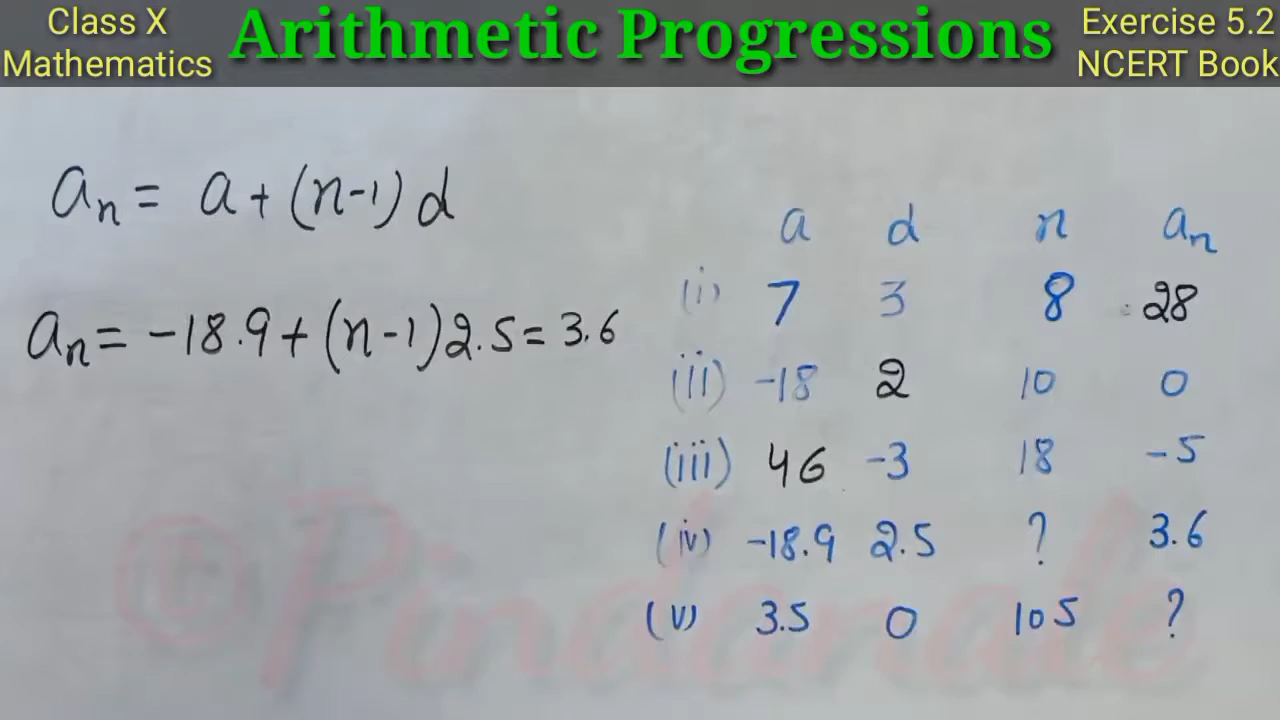 Class X
Mathematics
Arithmetic Progressions
Exercise 5.2
NCERT Book
aₙ = a + (n-1) d
aₙ = -18.9 + (n-1) 2.5 = 3.6
a d n aₙ
(i) 7 3 8 28
(ii) -18 2 10 0
(iii) 46 -3 18 -5
(iv) -18.9 2.5 ? 3.6
(v) 3.5 0 105 ?
©Pindarale